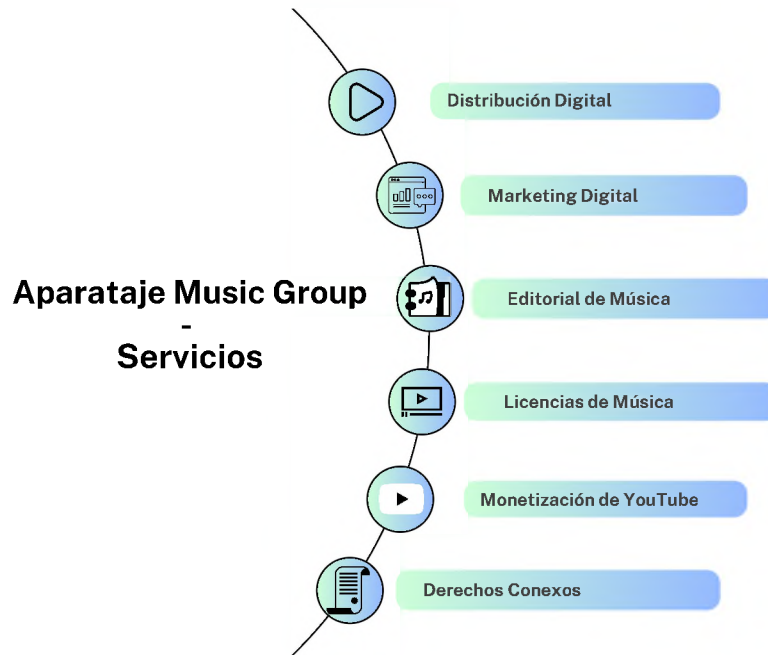 Aparataje Music Group
-
Servicios
Distribución Digital
Marketing Digital
Editorial de Música
Licencias de Música
Monetización de YouTube
Derechos Conexos